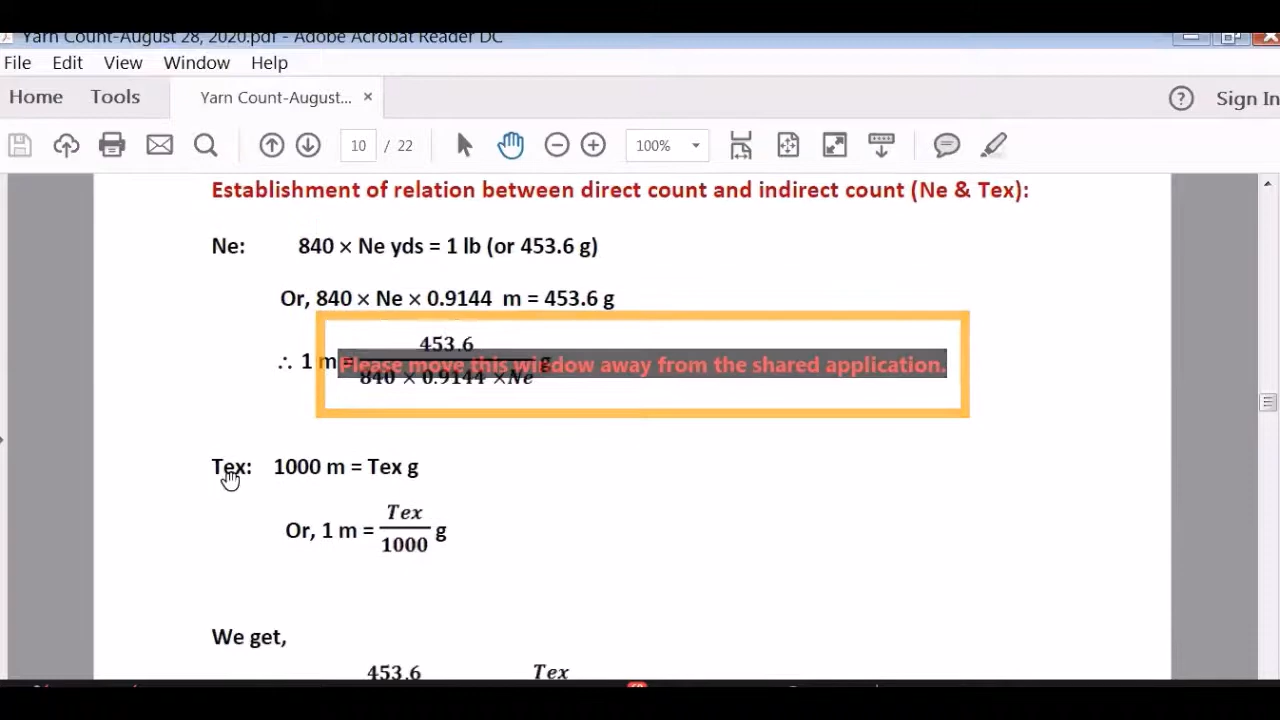 Yarn Count-August 28, 2020.pdf - Adobe Acrobat Reader DC
File Edit View Window Help
Home Tools Yarn Count-August... × ? Sign In
10 / 22 100%
Establishment of relation between direct count and indirect count (Ne & Tex):
Ne: 840 × Ne yds = 1 lb (or 453.6 g)
Or, 840 × Ne × 0.9144 m = 453.6 g
453.6
∴ 1 m = g
Please move this window away from the shared application.
840 × 0.9144 ×Ne
Tex: 1000 m = Tex g
Tex
Or, 1 m = g
1000
We get,
453.6 Tex